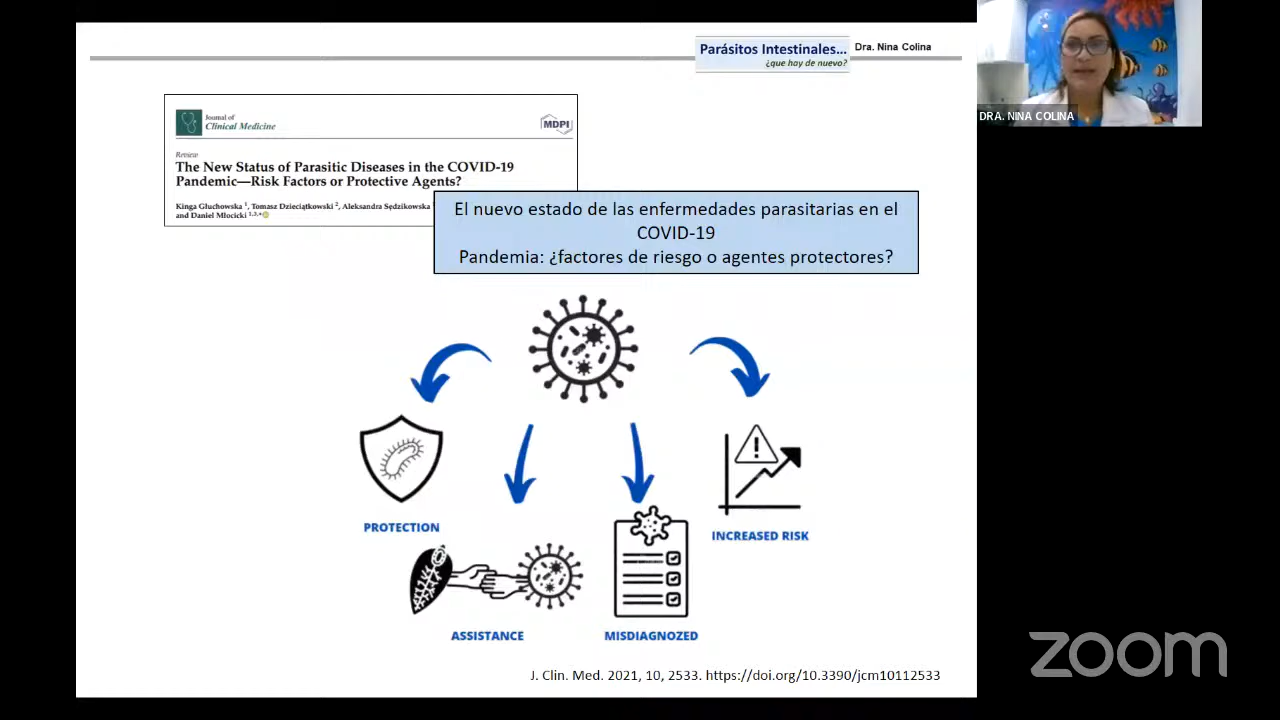 Parásitos Intestinales...
¿que hay de nuevo?
Dra. Nina Colina
DRA. NINA COLINA
Journal of
Clinical Medicine
MDPI
Review
The New Status of Parasitic Diseases in the COVID-19
Pandemic—Risk Factors or Protective Agents?
Kinga Głuchowska 1, Tomasz Dzieciątkowski 2, Aleksandra Sędzikowska
and Daniel Młocicki 1,3,*
El nuevo estado de las enfermedades parasitarias en el
COVID-19
Pandemia: ¿factores de riesgo o agentes protectores?
PROTECTION
INCREASED RISK
ASSISTANCE
MISDIAGNOZED
J. Clin. Med. 2021, 10, 2533. https://doi.org/10.3390/jcm10112533
zoom